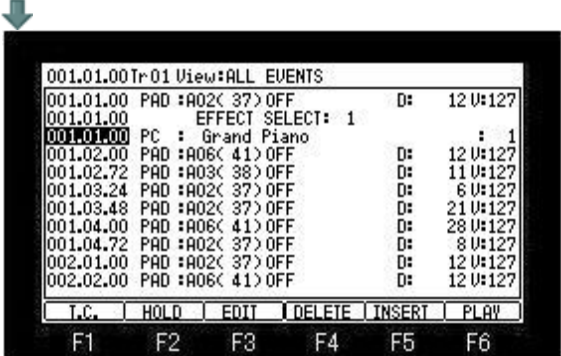 001.01.00Tr01 View:ALL EVENTS
001.01.00 PAD :A02( 37)OFF D: 12 V:127
001.01.00 EFFECT SELECT: 1
001.01.00 PC : Grand Piano : 1
001.02.00 PAD :A06( 41)OFF D: 12 V:127
001.02.72 PAD :A03( 38)OFF D: 11 V:127
001.03.24 PAD :A02( 37)OFF D: 6 V:127
001.03.48 PAD :A02( 37)OFF D: 21 V:127
001.04.00 PAD :A06( 41)OFF D: 28 V:127
001.04.72 PAD :A02( 37)OFF D: 8 V:127
002.01.00 PAD :A02( 37)OFF D: 12 V:127
002.02.00 PAD :A06( 41)OFF D: 12 V:127
T.C. HOLD EDIT DELETE INSERT PLAY
F1 F2 F3 F4 F5 F6